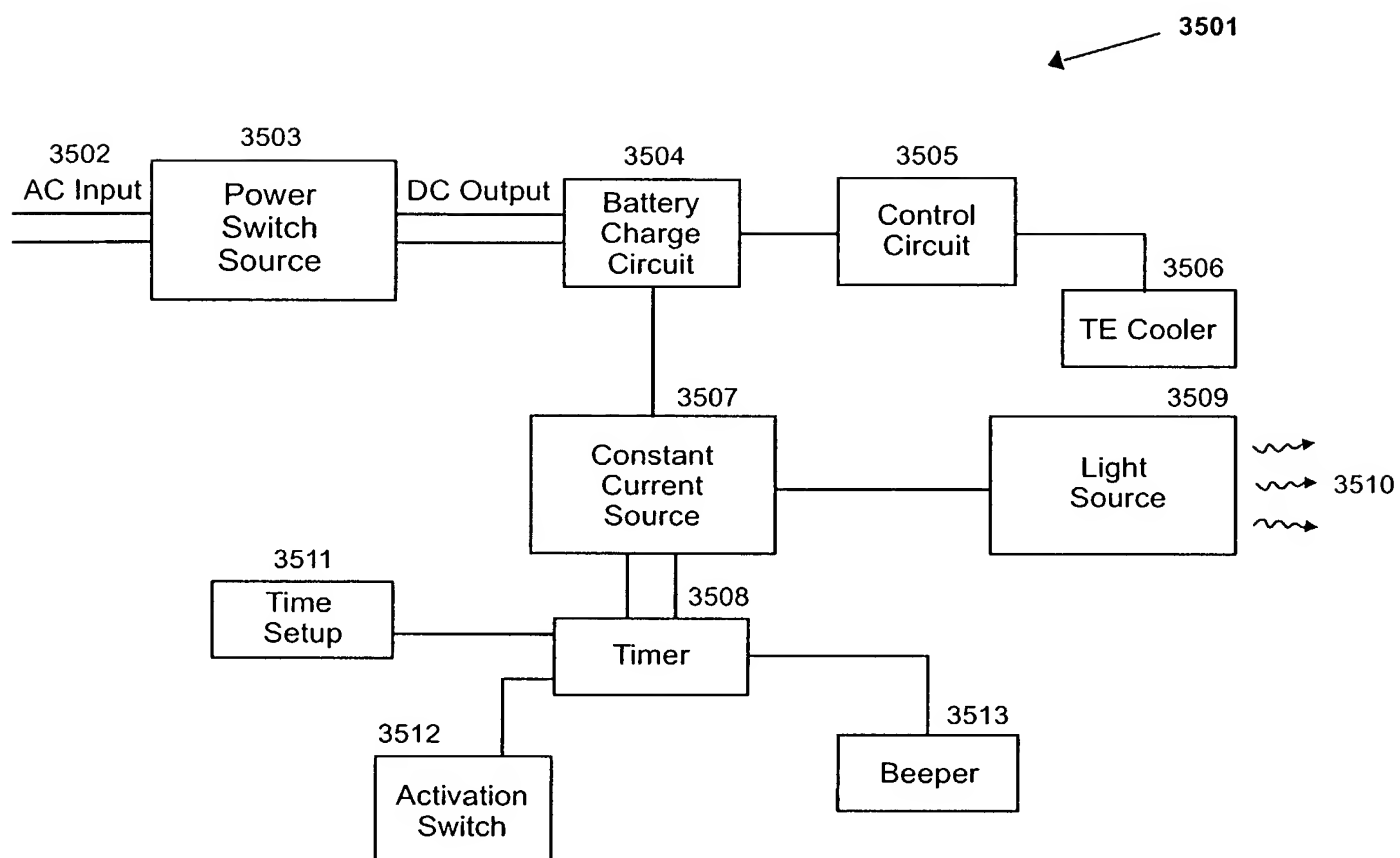 3501
3502
AC Input
3503
Power
Switch
Source
DC Output
3504
Battery
Charge
Circuit
3505
Control
Circuit
3506
TE Cooler
3507
Constant
Current
Source
3509
Light
Source
3510
3511
Time
Setup
3508
Timer
3512
Activation
Switch
3513
Beeper